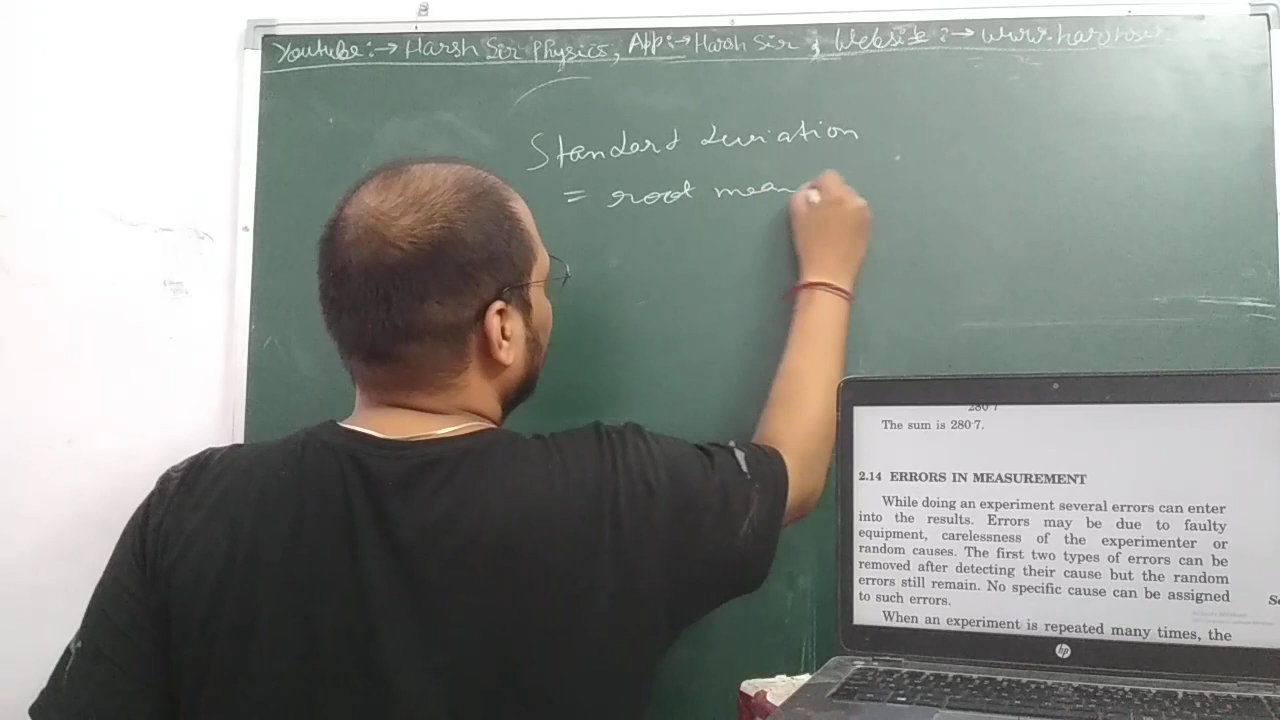 Youtube:→ Harsh Sir Physics, App:→ Harsh Sir ; Website:→
Standard deviation
= root mean
280·7
The sum is 280·7.
2.14 ERRORS IN MEASUREMENT
While doing an experiment several errors can enter
into the results. Errors may be due to faulty
equipment, carelessness of the experimenter or
random causes. The first two types of errors can be
removed after detecting their cause but the random
errors still remain. No specific cause can be assigned
to such errors.
When an experiment is repeated many times, the
hp